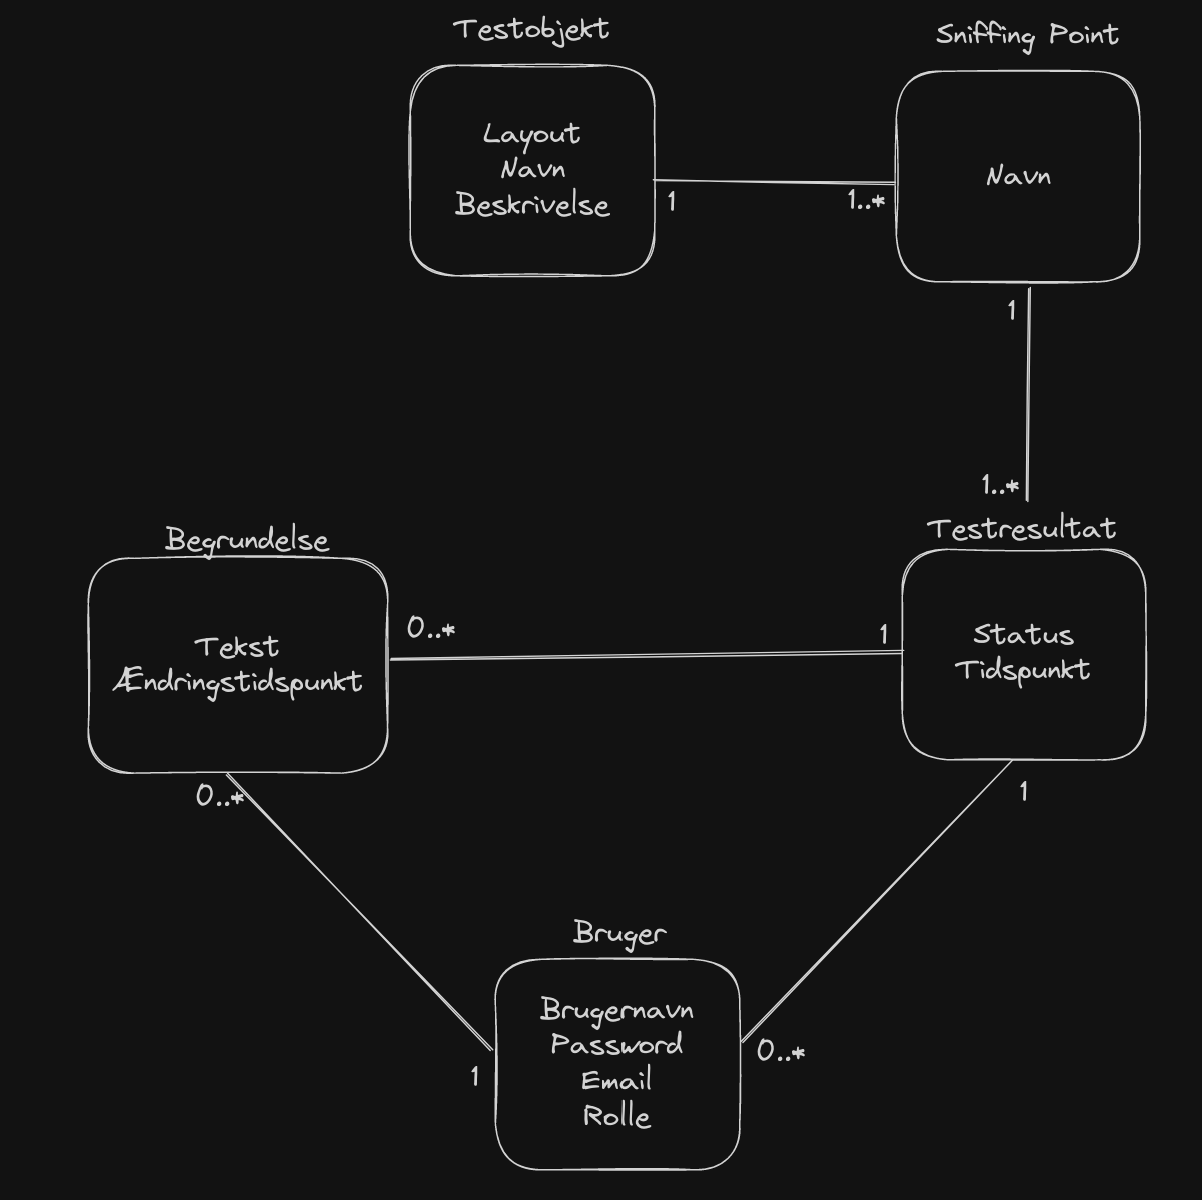 Testobjekt
Layout
Navn
Beskrivelse
Sniffing Point
Navn
1
1..*
1
1..*
Begrundelse
Tekst
Ændringstidspunkt
0..*
1
Testresultat
Status
Tidspunkt
0..*
1
Bruger
Brugernavn
Password
Email
Rolle
1
0..*